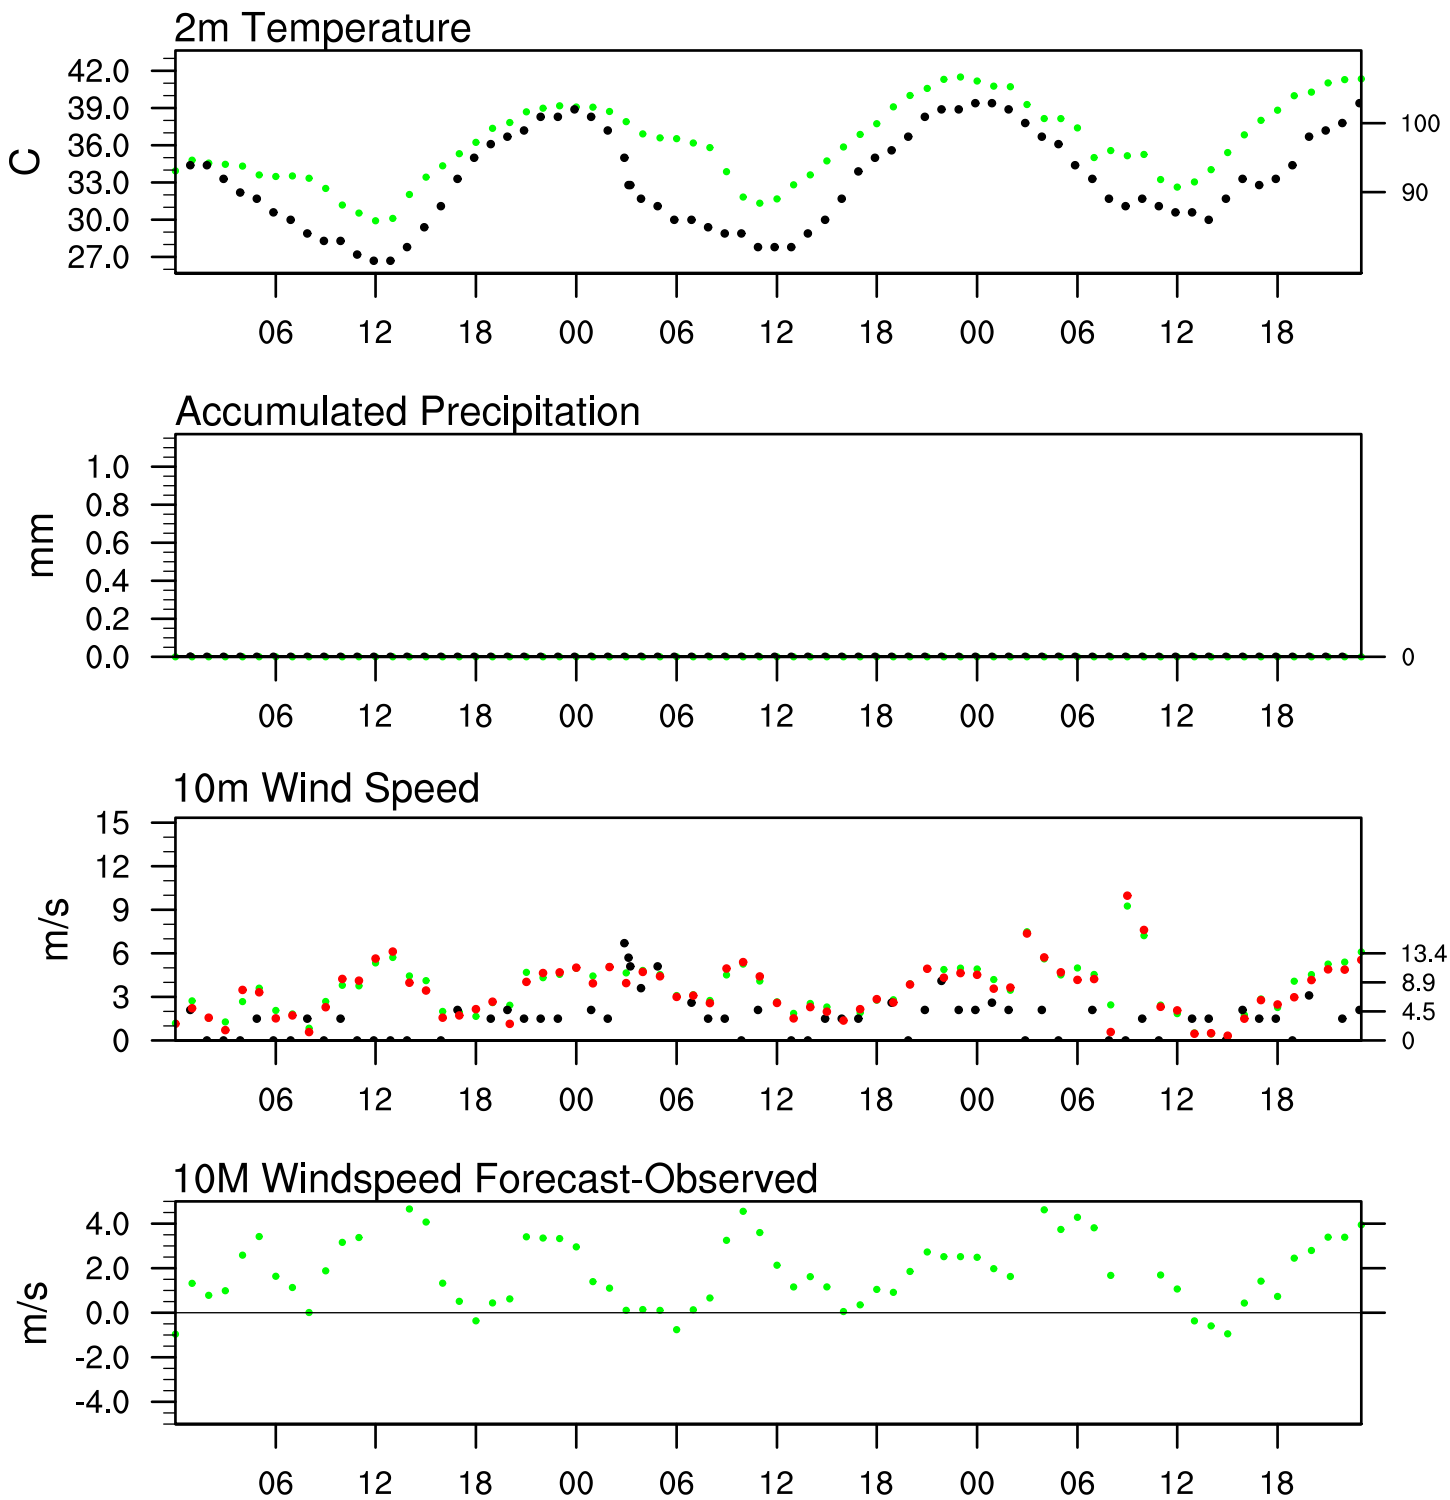 2m Temperature
42.0
39.0
36.0
33.0
30.0
27.0
C
100
90
06 12 18 00 06 12 18 00 06 12 18
Accumulated Precipitation
1.0
0.8
0.6
0.4
0.2
0.0
mm
0
06 12 18 00 06 12 18 00 06 12 18
10m Wind Speed
15
12
9
6
3
0
m/s
13.4
8.9
4.5
0
06 12 18 00 06 12 18 00 06 12 18
10M Windspeed Forecast-Observed
4.0
2.0
0.0
-2.0
-4.0
m/s
06 12 18 00 06 12 18 00 06 12 18